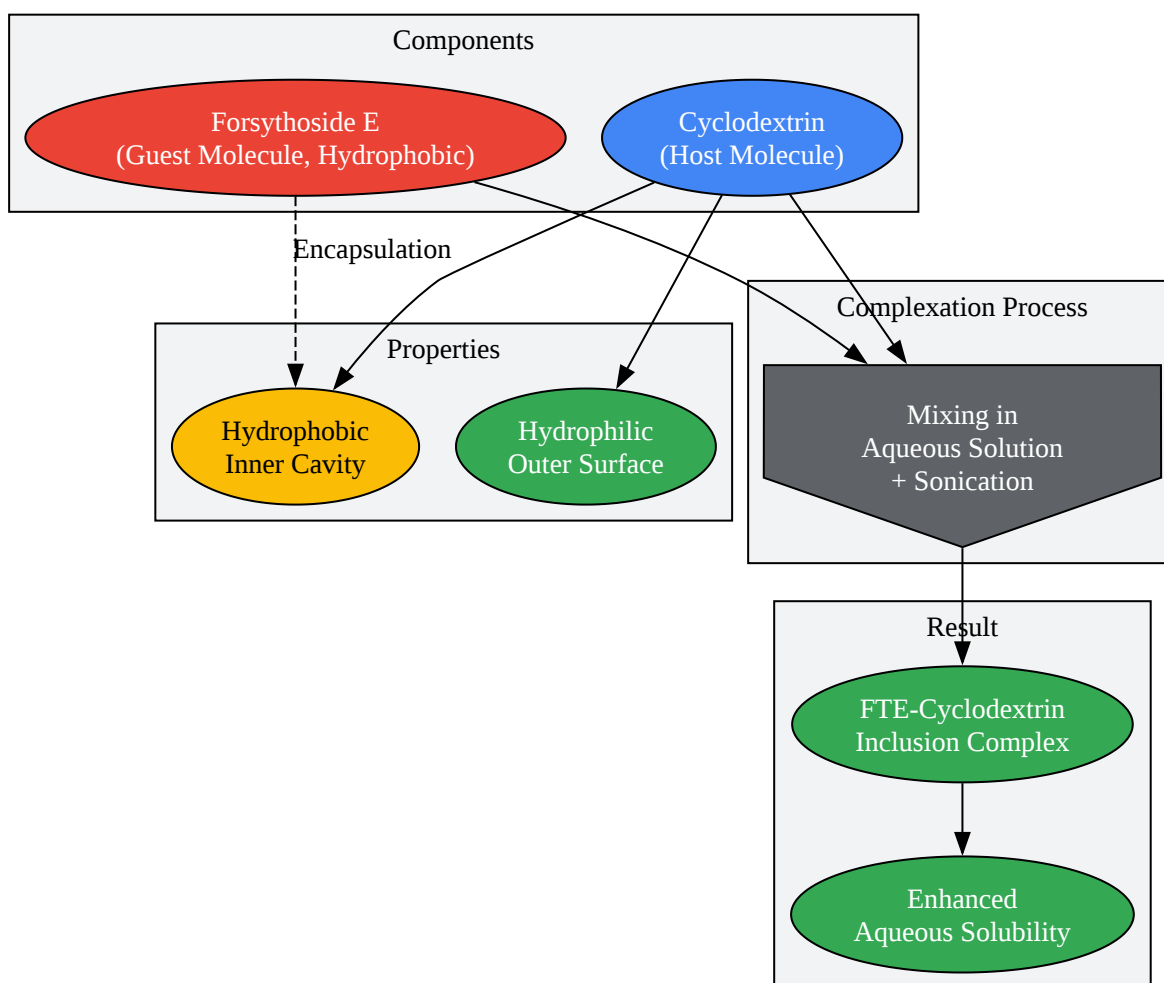 Components
Forsythoside E
(Guest Molecule, Hydrophobic)
Cyclodextrin
(Host Molecule)
Encapsulation
Properties
Hydrophobic
Inner Cavity
Hydrophilic
Outer Surface
Complexation Process
Mixing in
Aqueous Solution
+ Sonication
Result
FTE-Cyclodextrin
Inclusion Complex
Enhanced
Aqueous Solubility